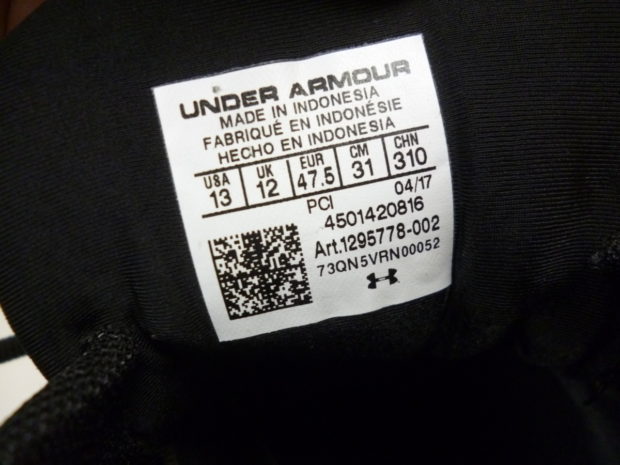 UNDER ARMOUR
MADE IN INDONESIA
FABRIQUÉ EN INDONÉSIE
HECHO EN INDONESIA
USA UK EUR CM CHN
13 12 47.5 31 310
PCI 04/17
4501420816
Art.1295778-002
73QN5VRN00052